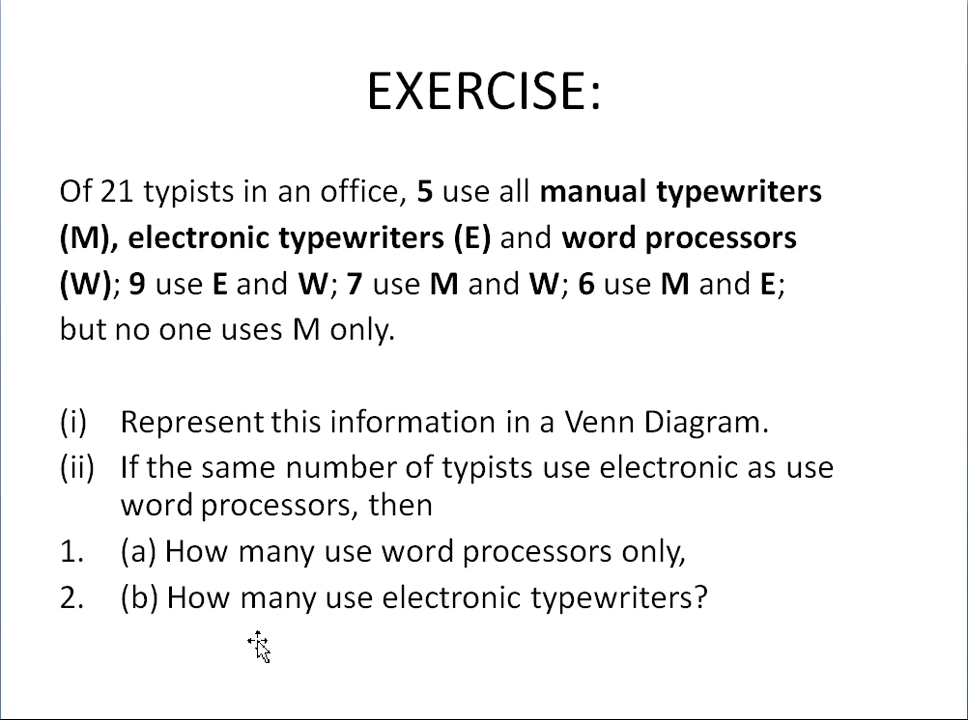 EXERCISE:
Of 21 typists in an office, 5 use all manual typewriters
(M), electronic typewriters (E) and word processors
(W); 9 use E and W; 7 use M and W; 6 use M and E;
but no one uses M only.
(i) Represent this information in a Venn Diagram.
(ii) If the same number of typists use electronic as use
word processors, then
1. (a) How many use word processors only,
2. (b) How many use electronic typewriters?